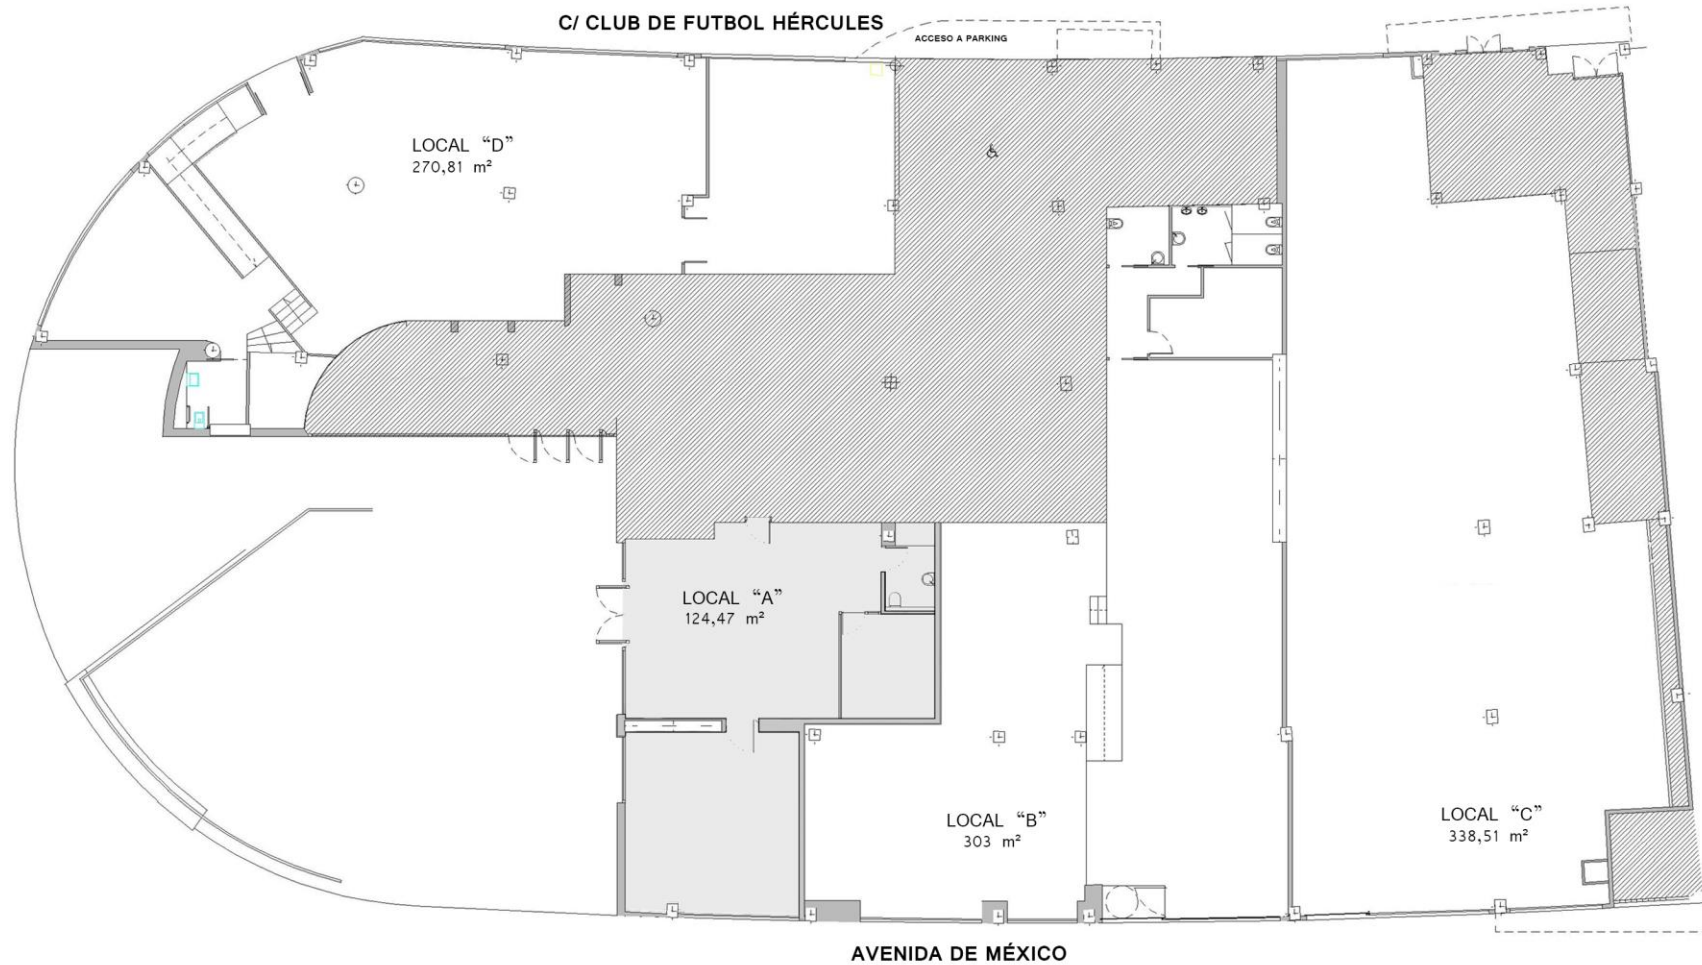 C/ CLUB DE FUTBOL HÉRCULES
ACCESO A PARKING
LOCAL “D”
270,81 m²
LOCAL “A”
124,47 m²
LOCAL “B”
303 m²
LOCAL “C”
338,51 m²
AVENIDA DE MÉXICO